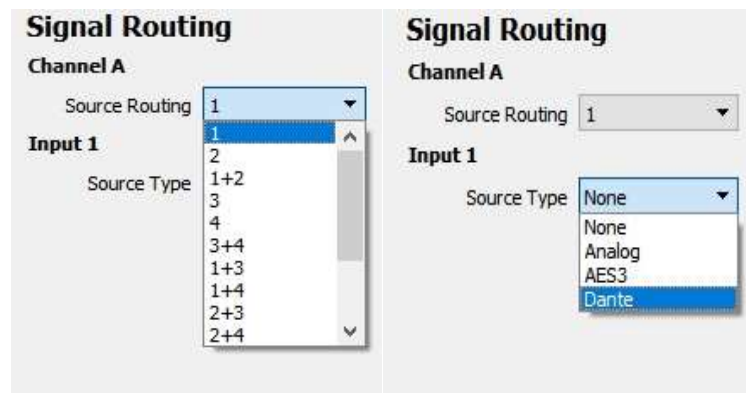 Signal Routing
Channel A
Source Routing 1
1
2
1+2
3
4
3+4
1+3
1+4
2+3
2+4
Input 1
Source Type
Signal Routing
Channel A
Source Routing 1
Input 1
Source Type None
None
Analog
AES3
Dante